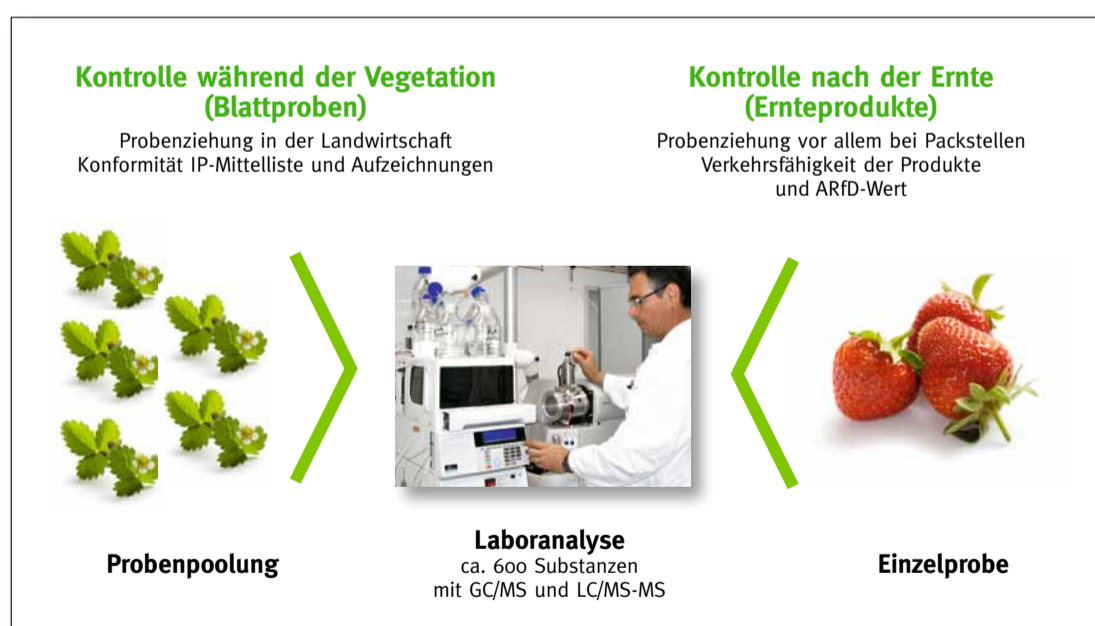 Kontrolle während der Vegetation
(Blattproben)
Probenziehung in der Landwirtschaft
Konformität IP-Mittelliste und Aufzeichnungen
Kontrolle nach der Ernte
(Ernteprodukte)
Probenziehung vor allem bei Packstellen
Verkehrsfähigkeit der Produkte
und ARfD-Wert
Probenpoolung
Laboranalyse
ca. 600 Substanzen
mit GC/MS und LC/MS-MS
Einzelprobe